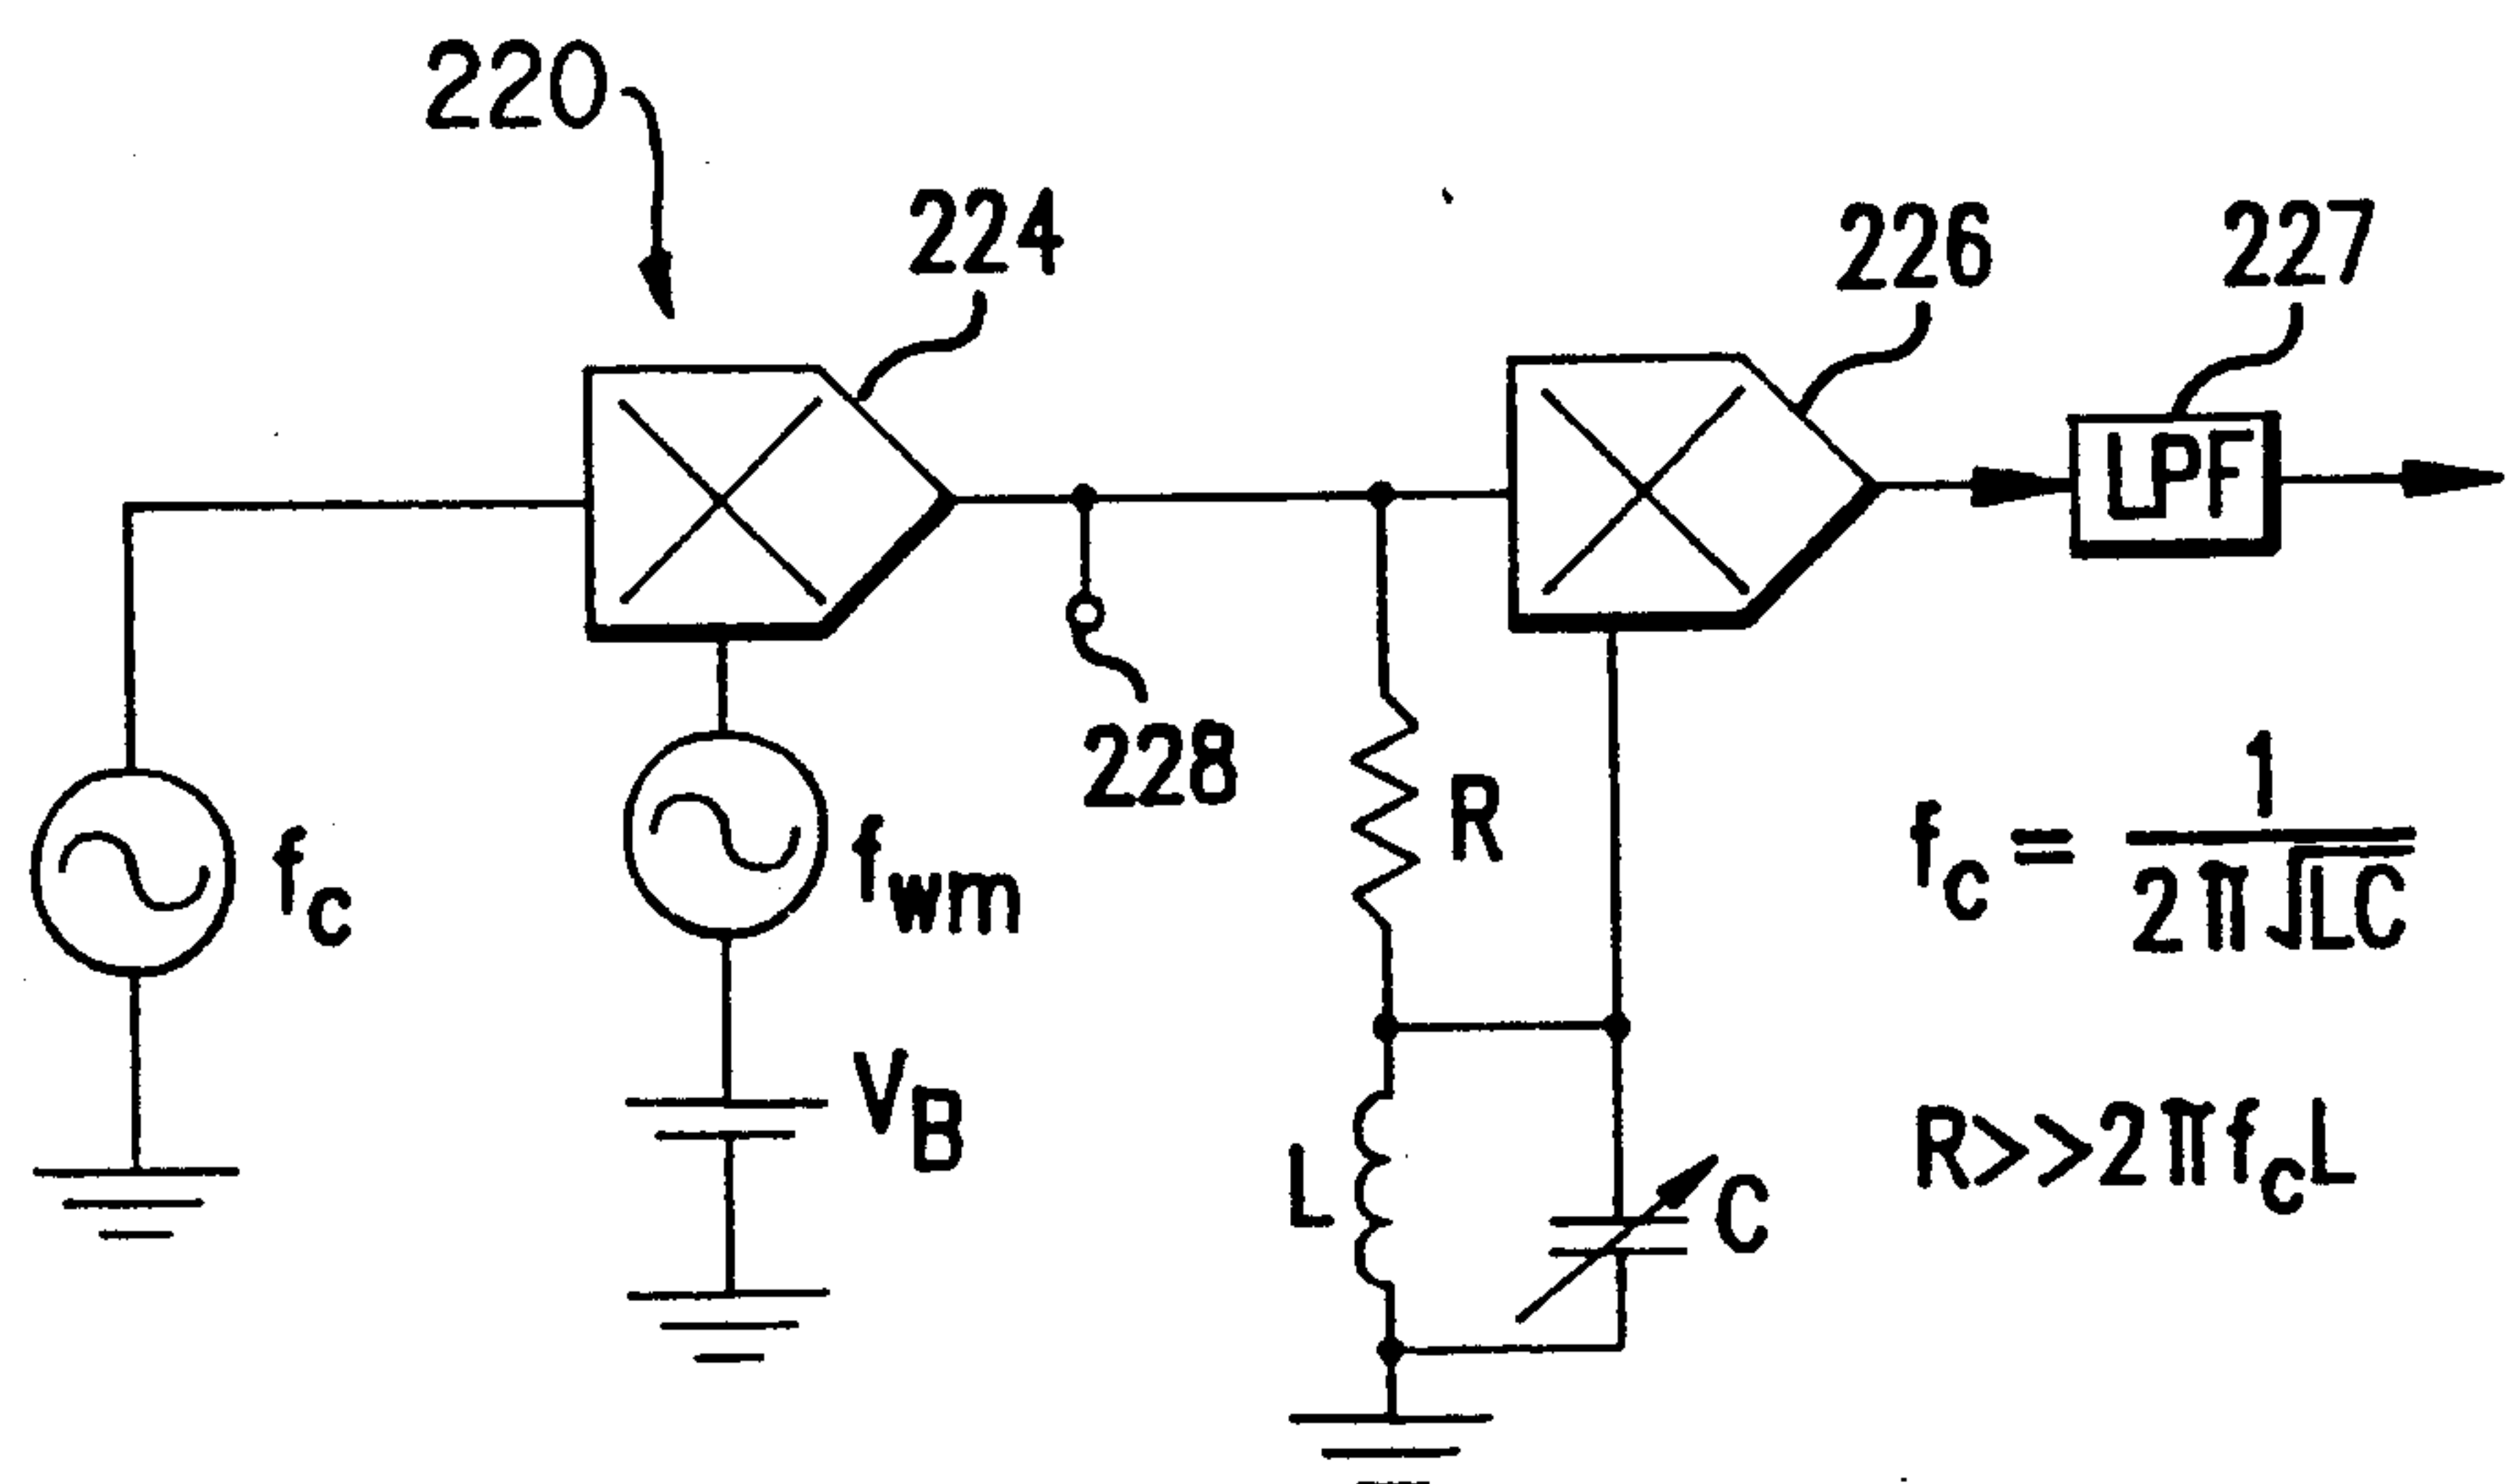 220
224
226
227
LPF
228
f_c
f_wm
R
f_c = 1 / 2π√LC
V_B
L
C
R>>2πf_cL